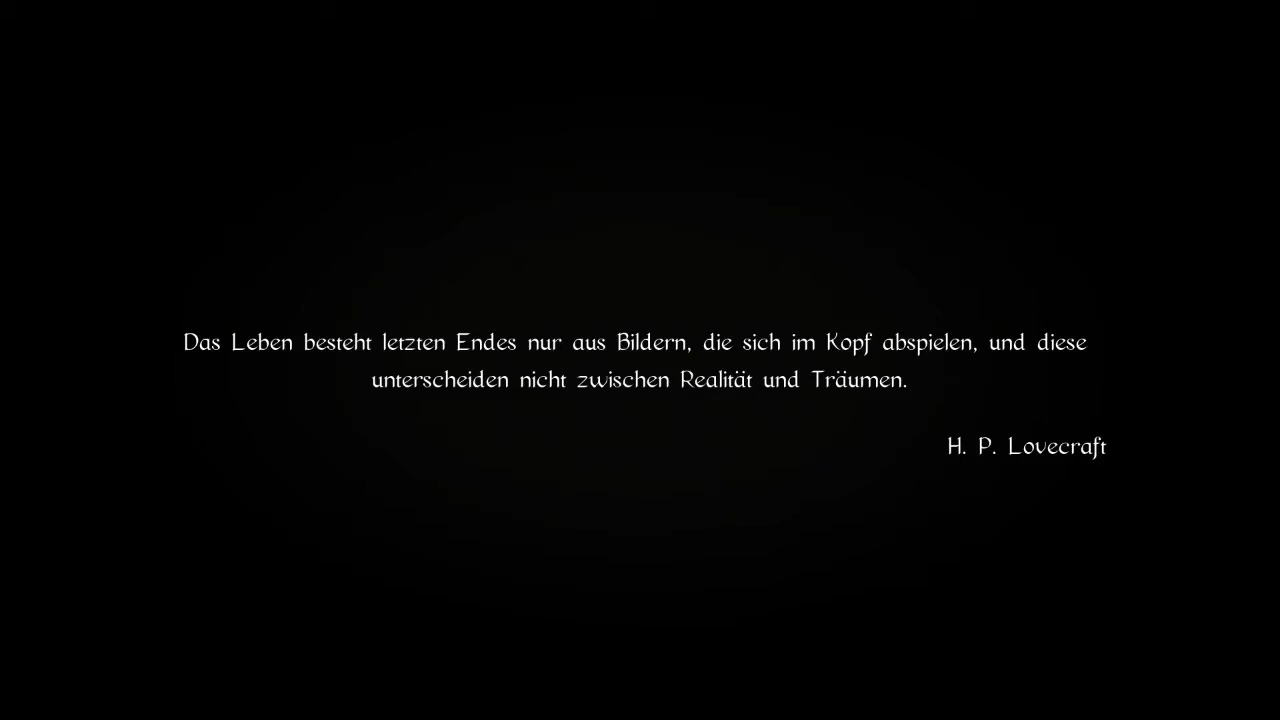 Das Leben besteht letzten Endes nur aus Bildern, die sich im Kopf abspielen, und diese
unterscheiden nicht zwischen Realität und Träumen.
H. P. Lovecraft